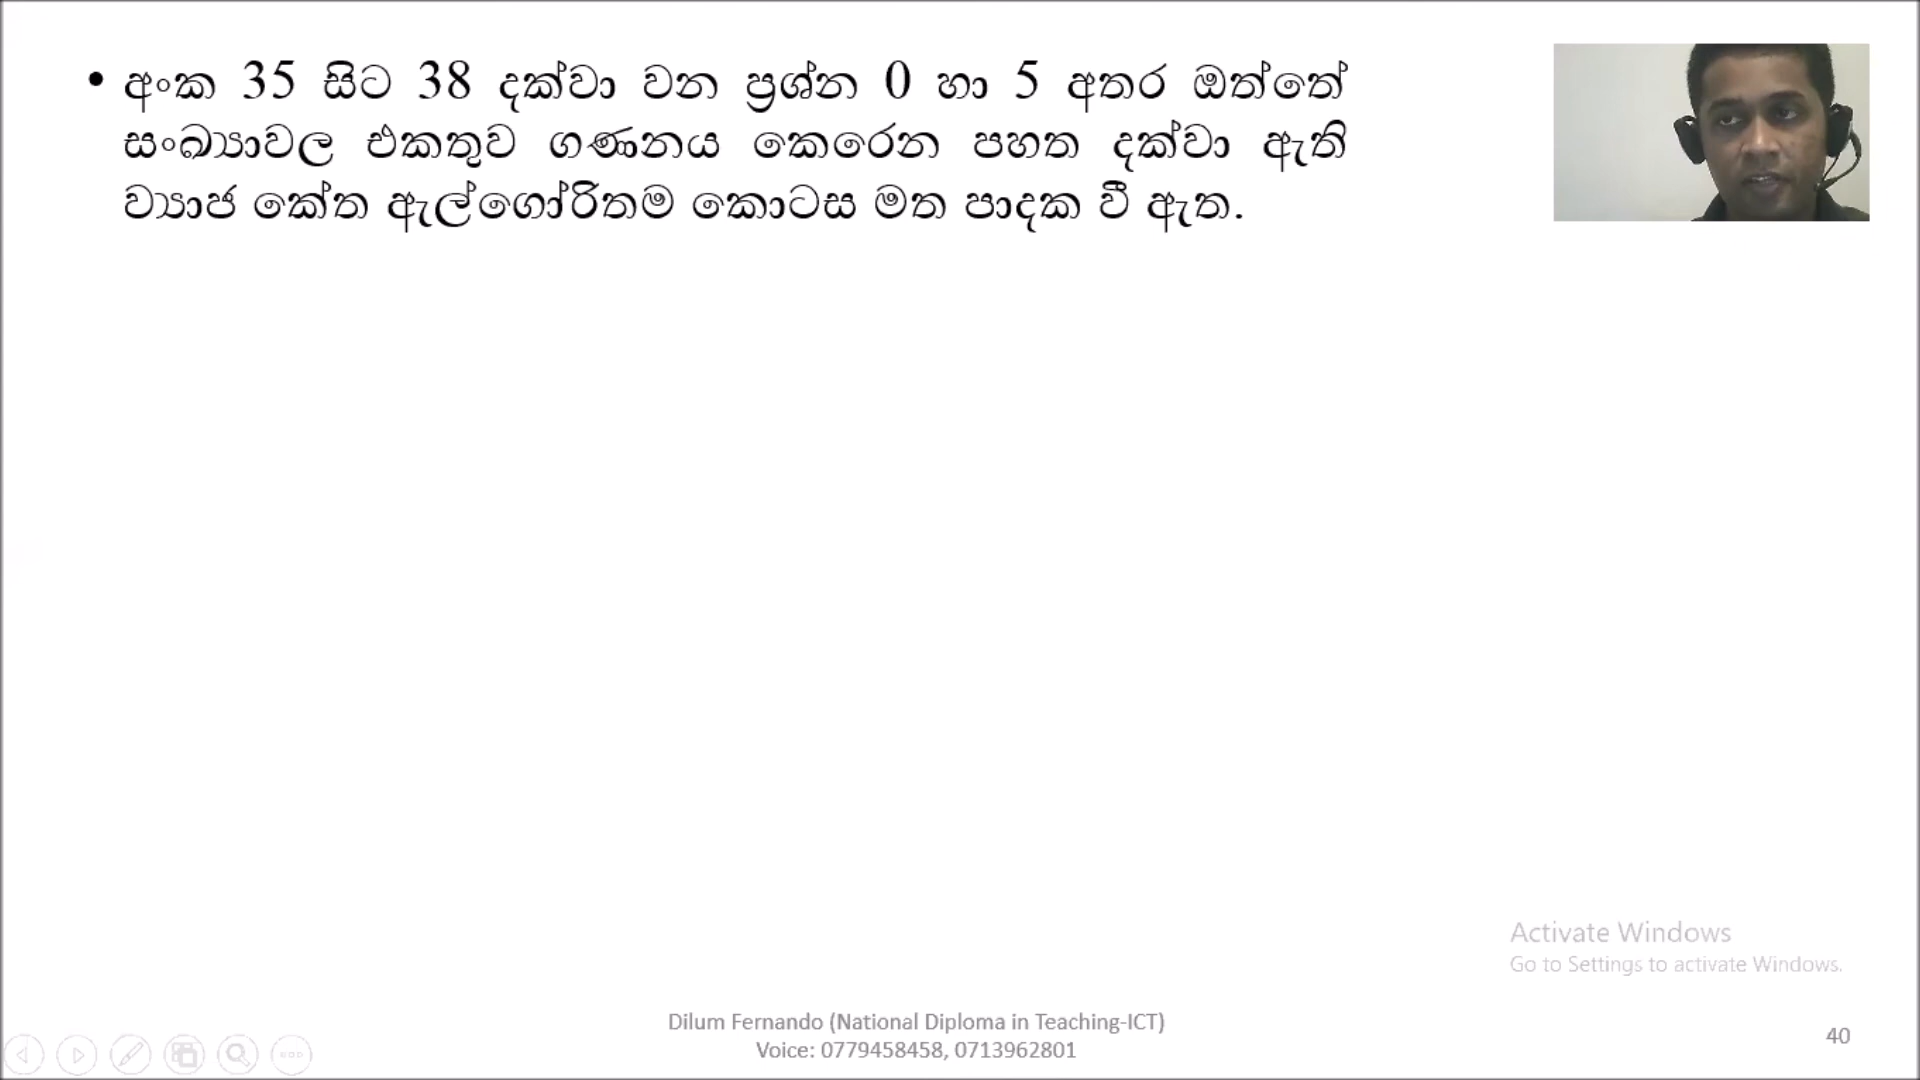 • අංක 35 සිට 38 දක්වා වන ප්‍රශ්න 0 හා 5 අතර ඔත්තේ
සංඛ්‍යාවල එකතුව ගණනය කෙරෙන පහත දක්වා ඇති
ව්‍යාජ කේත ඇල්ගෝරිතම කොටස මත පාදක වී ඇත.
Activate Windows
Go to Settings to activate Windows.
Dilum Fernando (National Diploma in Teaching-ICT)
Voice: 0779458458, 0713962801
40